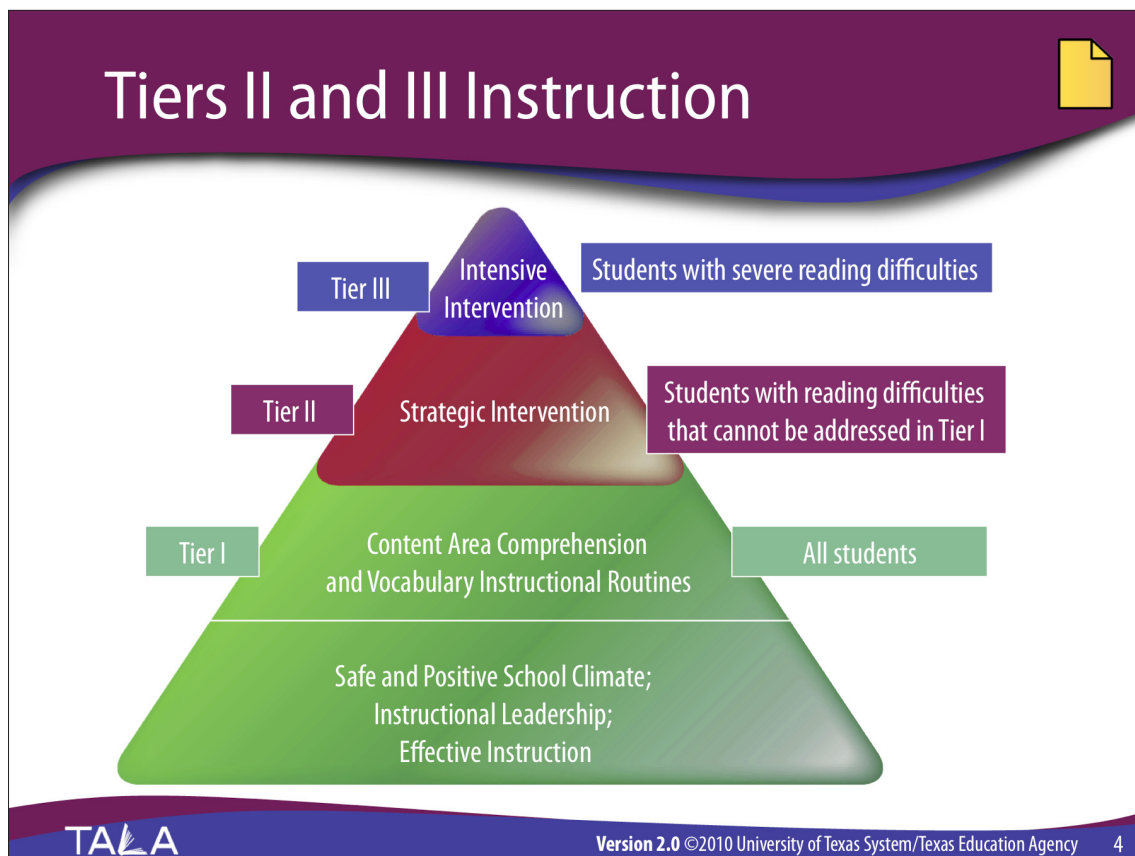 Tiers II and III Instruction
Tier III
Intensive
Intervention
Students with severe reading difficulties
Tier II
Strategic Intervention
Students with reading difficulties
that cannot be addressed in Tier I
Tier I
Content Area Comprehension
and Vocabulary Instructional Routines
All students
Safe and Positive School Climate;
Instructional Leadership;
Effective Instruction
TALA
Version 2.0 ©2010 University of Texas System/Texas Education Agency 4